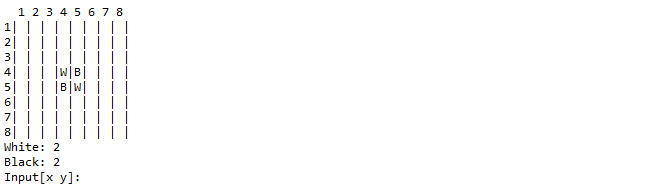 1 2 3 4 5 6 7 8
1| | | | | | | | |
2| | | | | | | | |
3| | | | | | | | |
4| | | |W|B| | | |
5| | | |B|W| | | |
6| | | | | | | | |
7| | | | | | | | |
8| | | | | | | | |
White: 2
Black: 2
Input[x y]: